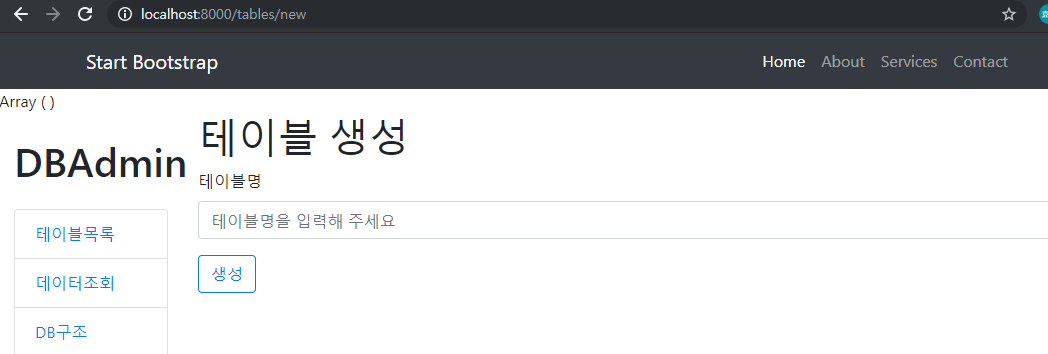 localhost:8000/tables/new
Start Bootstrap Home About Services Contact
Array ( )
테이블 생성
DBAdmin
테이블명
테이블명을 입력해 주세요
테이블목록
생성
데이터조회
DB구조